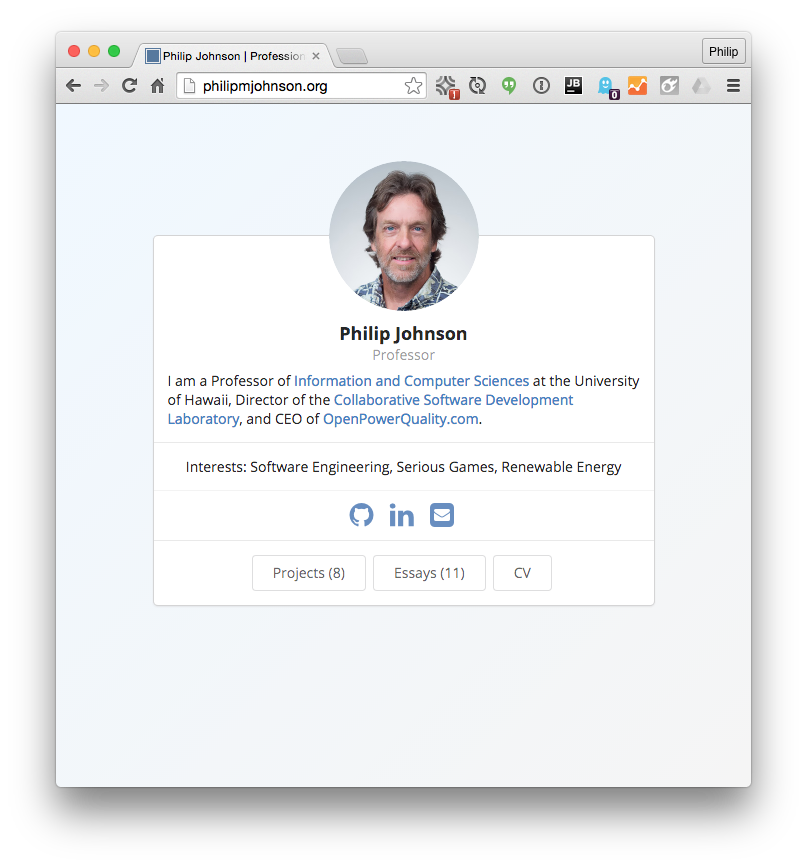 Philip Johnson | Profession
Philip
philipmjohnson.org
1
JB
0
Philip Johnson
Professor
I am a Professor of Information and Computer Sciences at the University
of Hawaii, Director of the Collaborative Software Development
Laboratory, and CEO of OpenPowerQuality.com.
Interests: Software Engineering, Serious Games, Renewable Energy
in
Projects (8)
Essays (11)
CV